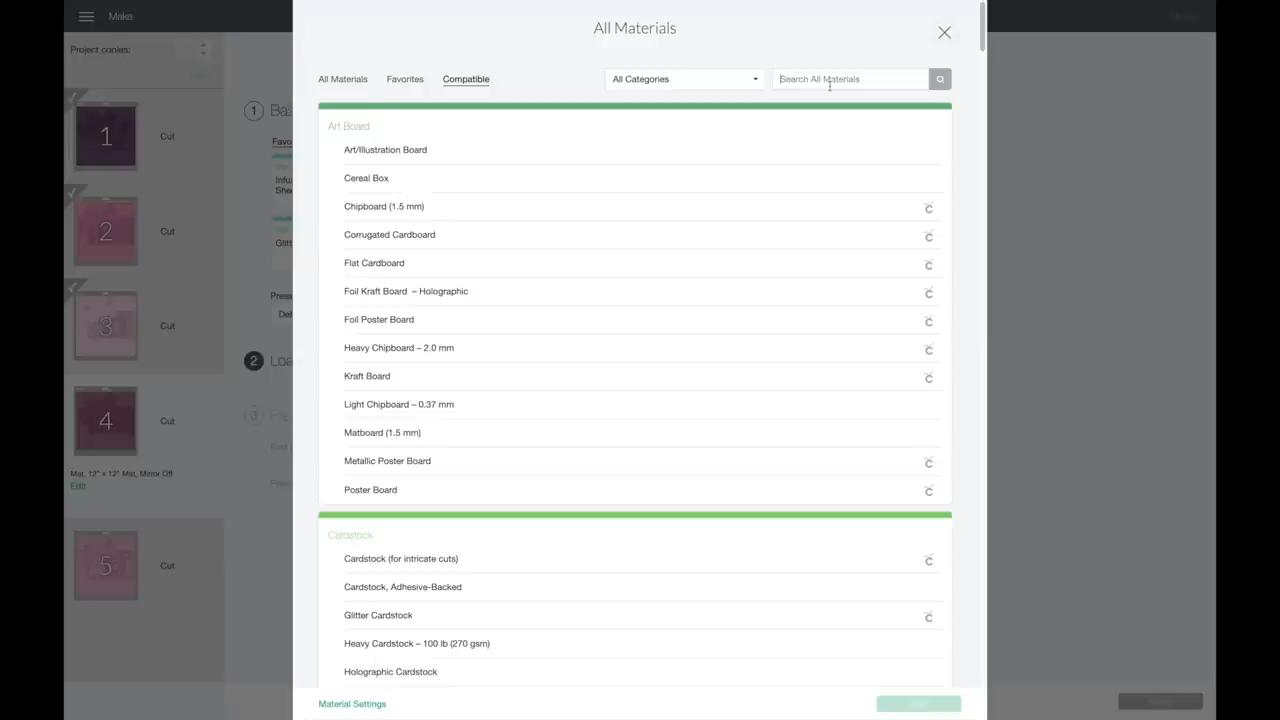 Make
All Materials
Project copies:
All Materials
Favorites
Compatible
All Categories
Search All Materials
Art Board
Art/Illustration Board
Cereal Box
Chipboard (1.5 mm)
Corrugated Cardboard
Flat Cardboard
Foil Kraft Board – Holographic
Foil Poster Board
Heavy Chipboard – 2.0 mm
Kraft Board
Light Chipboard – 0.37 mm
Matboard (1.5 mm)
Metallic Poster Board
Poster Board
Cardstock
Cardstock (for intricate cuts)
Cardstock, Adhesive-Backed
Glitter Cardstock
Heavy Cardstock – 100 lb (270 gsm)
Holographic Cardstock
Material Settings
1 Cut
2 Cut
3 Cut
4 Cut
Mat, 12" x 12" Mat, Mirror Off
Edit
5 Cut
1
2
3